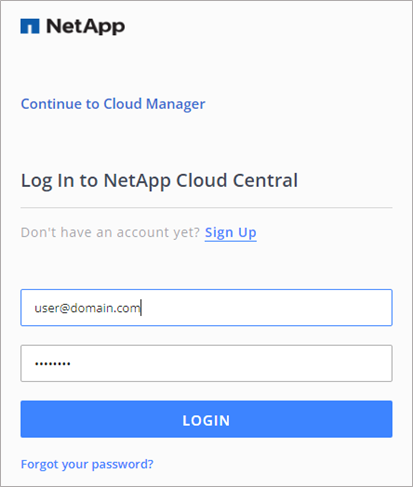 NetApp
Continue to Cloud Manager
Log In to NetApp Cloud Central
Don't have an account yet? Sign Up
user@domain.com
••••••••
LOGIN
Forgot your password?